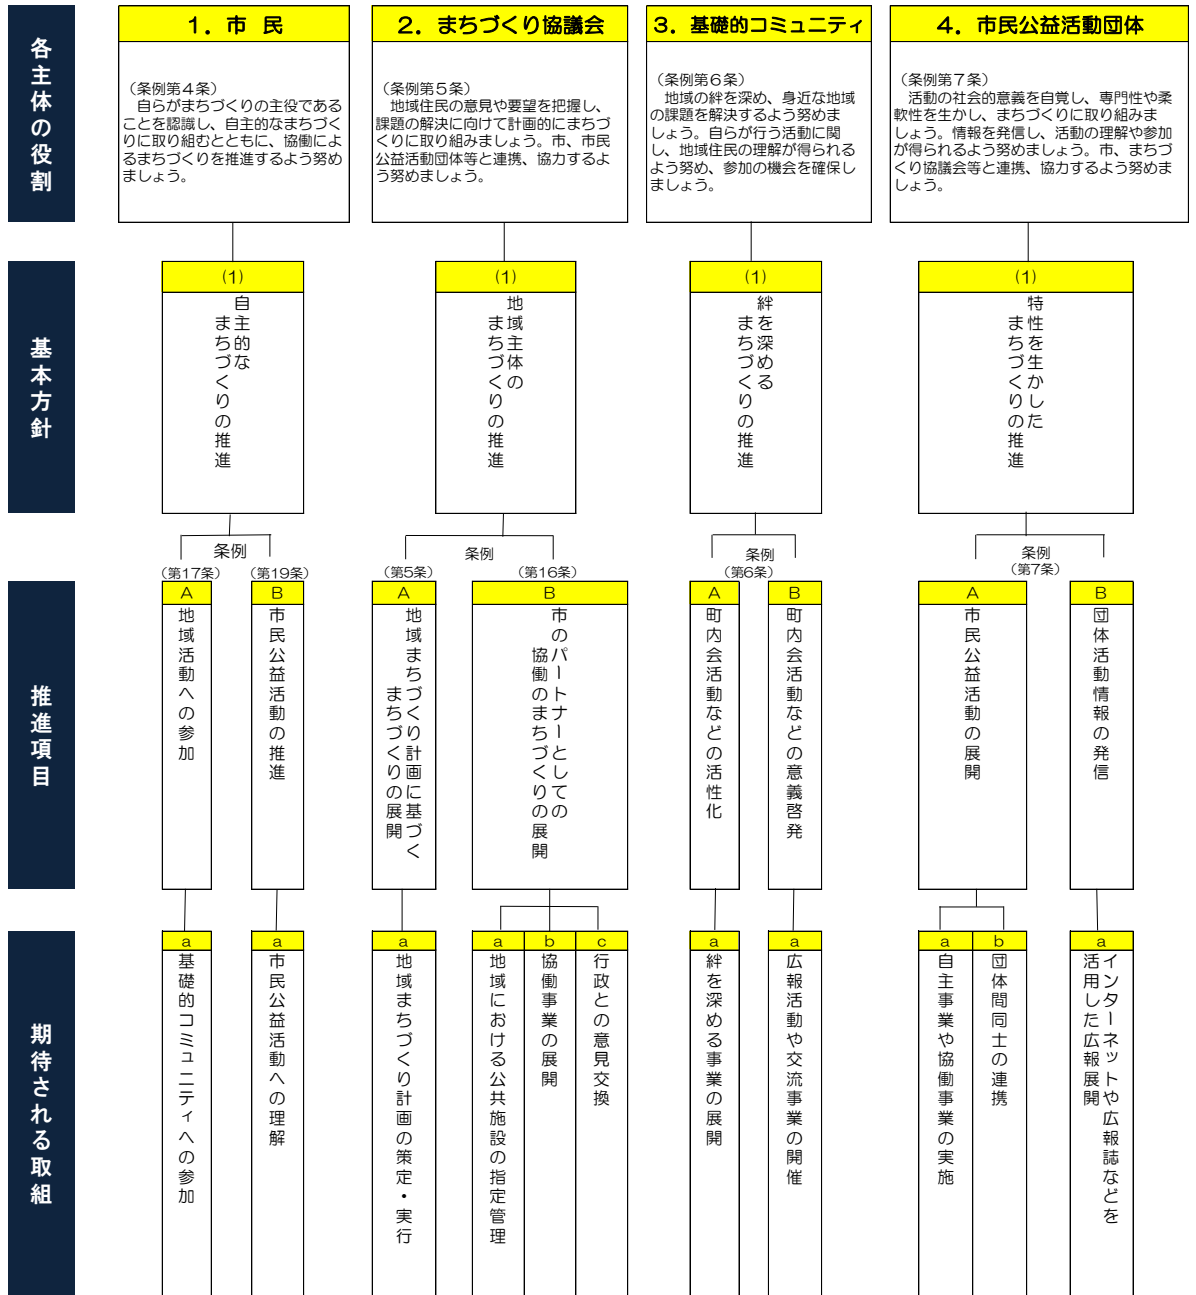 各主体の役割
1．市 民
（条例第４条）
　自らがまちづくりの主役である
ことを認識し、自主的なまちづく
りに取り組むとともに、協働によ
るまちづくりを推進するよう努め
ましょう。
2．まちづくり協議会
（条例第５条）
　地域住民の意見や要望を把握し、
課題の解決に向けて計画的にまちづ
くりに取り組みましょう。市、市民
公益活動団体等と連携、協力するよ
う努めましょう。
3．基礎的コミュニティ
（条例第６条）
　地域の絆を深め、身近な地域
の課題を解決するよう努めま
しょう。自らが行う活動に関
し、地域住民の理解が得られる
よう努め、参加の機会を確保し
ましょう。
4．市民公益活動団体
（条例第７条）
　活動の社会的意義を自覚し、専門性や柔
軟性を生かし、まちづくりに取り組みま
しょう。情報を発信し、活動の理解や参加
が得られるよう努めましょう。市、まちづ
くり協議会等と連携、協力するよう努めま
しょう。
基本方針
(1)
自主的な
まちづくりの推進
(1)
地域主体の
まちづくりの推進
(1)
絆を深める
まちづくりの推進
(1)
特性を生かした
まちづくりの推進
推進項目
条例
（第17条）
（第19条）
A
地域活動への参加
B
市民公益活動の推進
条例
（第5条）
（第16条）
A
地域まちづくり計画に基づく
まちづくりの展開
B
市のパートナーとしての
協働のまちづくりの展開
条例
（第6条）
A
町内会活動などの活性化
B
町内会活動などの意義啓発
条例
（第7条）
A
市民公益活動の展開
B
団体活動情報の発信
期待される取組
a
基礎的コミュニティへの参加
a
市民公益活動への理解
a
地域まちづくり計画の策定・実行
a
地域における公共施設の指定管理
b
協働事業の展開
c
行政との意見交換
a
絆を深める事業の展開
a
広報活動や交流事業の開催
a
自主事業や協働事業の実施
b
団体間同士の連携
a
インターネットや広報誌などを
活用した広報展開